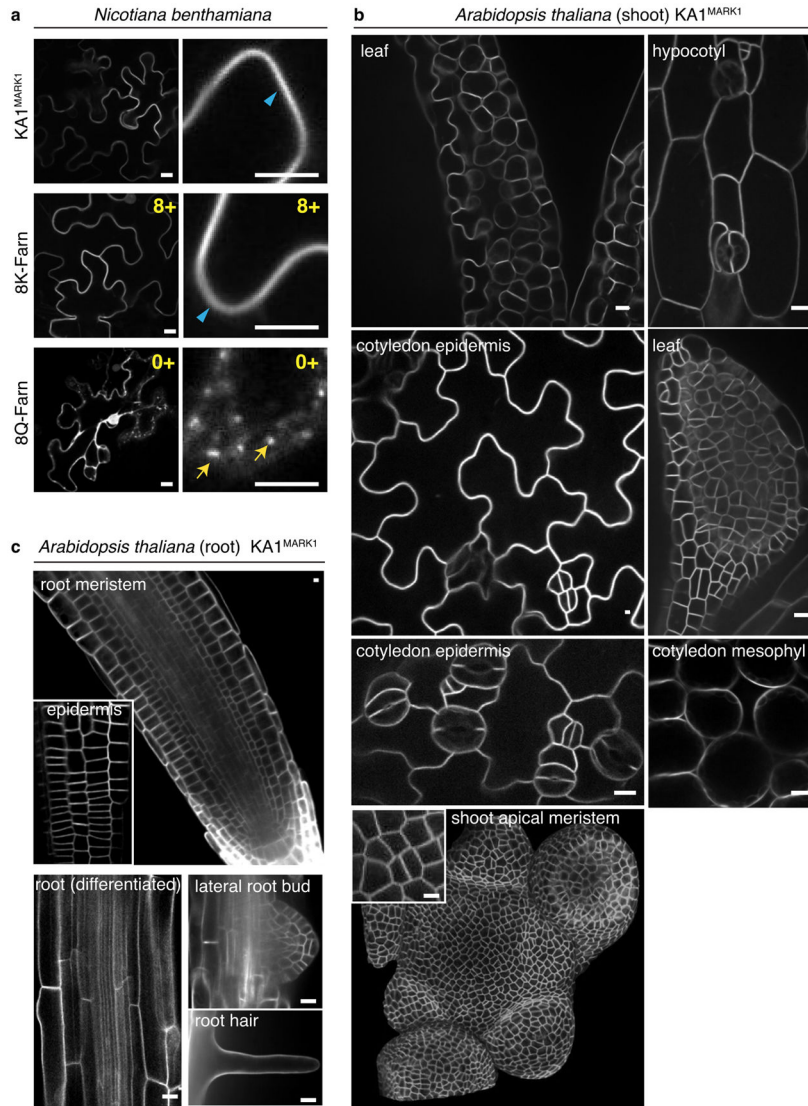 a
Nicotiana benthamiana
KA1MARK1
8K-Farn
8+
8+
8Q-Farn
0+
0+
b
Arabidopsis thaliana (shoot) KA1MARK1
leaf
hypocotyl
cotyledon epidermis
leaf
cotyledon epidermis
cotyledon mesophyl
shoot apical meristem
c
Arabidopsis thaliana (root) KA1MARK1
root meristem
epidermis
root (differentiated)
lateral root bud
root hair